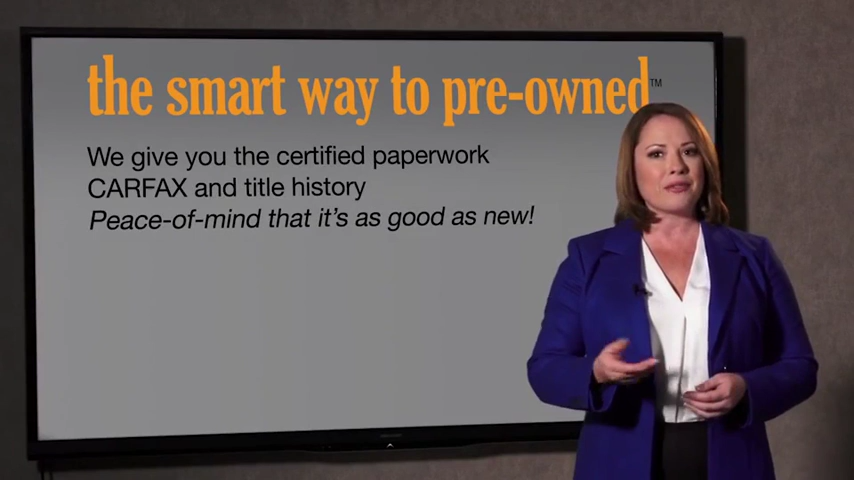 the smart way to pre-owned™
We give you the certified paperwork
CARFAX and title history
Peace-of-mind that it's as good as new!